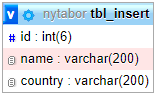 v nytabor tbl_insert
# id : int(6)
name : varchar(200)
country : varchar(200)